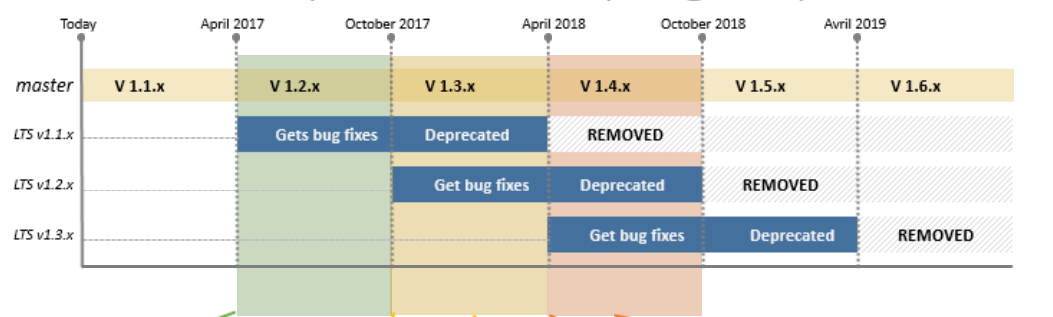 Today April 2017 October 2017 April 2018 October 2018 Avril 2019
master V 1.1.x V 1.2.x V 1.3.x V 1.4.x V 1.5.x V 1.6.x
LTS v1.1.x Gets bug fixes Deprecated REMOVED
LTS v1.2.x Get bug fixes Deprecated REMOVED
LTS v1.3.x Get bug fixes Deprecated REMOVED